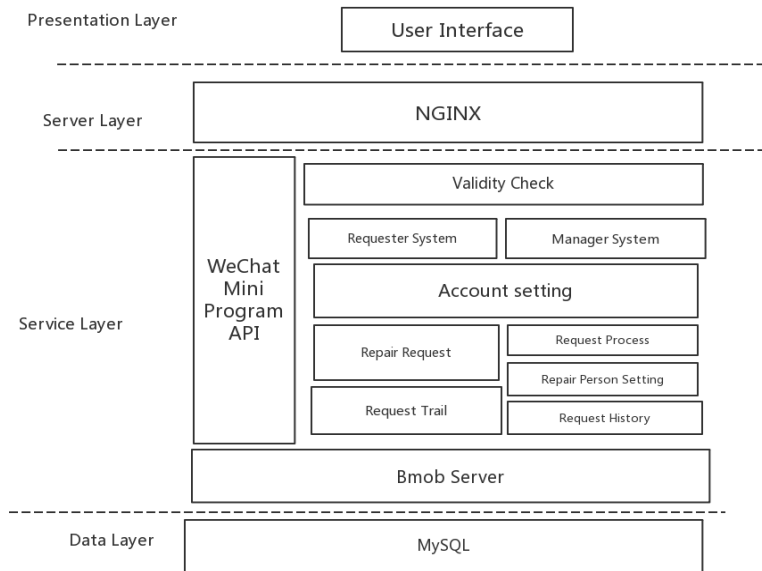 Presentation Layer
User Interface
Server Layer
NGINX
Service Layer
WeChat
Mini
Program
API
Validity Check
Requester System
Manager System
Account setting
Repair Request
Request Process
Repair Person Setting
Request Trail
Request History
Bmob Server
Data Layer
MySQL